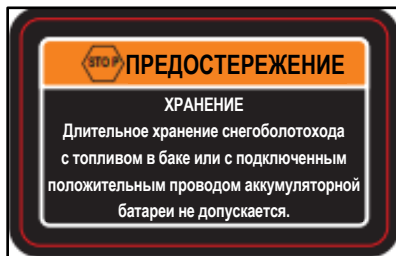 STOP ПРЕДОСТЕРЕЖЕНИЕ
ХРАНЕНИЕ
Длительное хранение снегоболотохода
с топливом в баке или с подключенным
положительным проводом аккумуляторной
батареи не допускается.